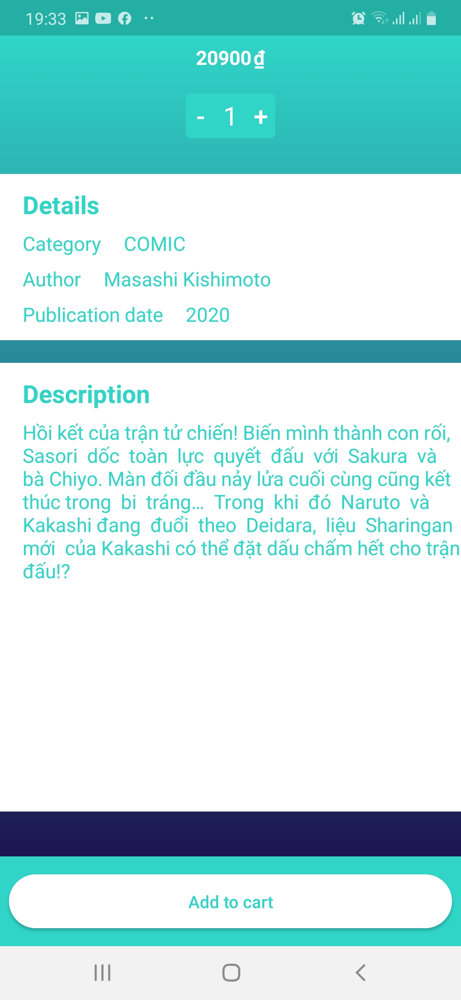 19:33
20900₫
- 1 +
Details
Category COMIC
Author Masashi Kishimoto
Publication date 2020
Description
Hồi kết của trận tử chiến! Biến mình thành con rối,
Sasori dốc toàn lực quyết đấu với Sakura và
bà Chiyo. Màn đối đầu nảy lửa cuối cùng cũng kết
thúc trong bi tráng… Trong khi đó Naruto và
Kakashi đang đuổi theo Deidara, liệu Sharingan
mới của Kakashi có thể đặt dấu chấm hết cho trận
đấu!?
Add to cart